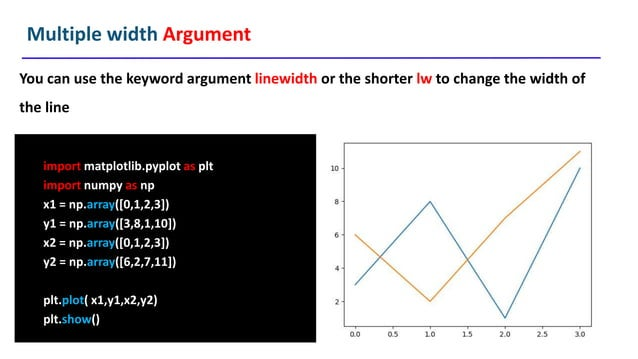 Multiple width Argument
You can use the keyword argument linewidth or the shorter lw to change the width of
the line
import matplotlib.pyplot as plt
import numpy as np
x1 = np.array([0,1,2,3])
y1 = np.array([3,8,1,10])
x2 = np.array([0,1,2,3])
y2 = np.array([6,2,7,11])
plt.plot( x1,y1,x2,y2)
plt.show()
10
8
6
4
2
0.0 0.5 1.0 1.5 2.0 2.5 3.0